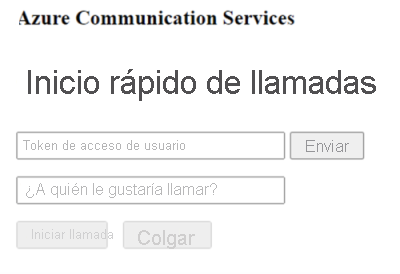 Azure Communication Services
Inicio rápido de llamadas
Token de acceso de usuario Enviar
¿A quién le gustaría llamar?
Iniciar llamada Colgar